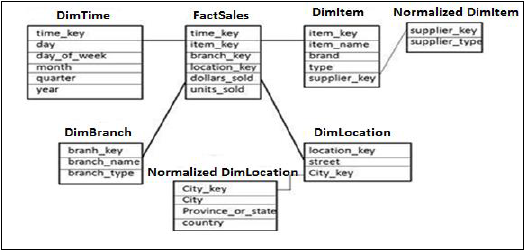 DimTime
time_key
day
day_of_week
month
quarter
year
FactSales
time_key
item_key
branch_key
location_key
dollars_sold
units_sold
DimItem
item_key
item_name
brand
type
supplier_key
Normalized DimItem
supplier_key
supplier_type
DimBranch
branh_key
branch_name
branch_type
DimLocation
location_key
street
City_key
Normalized DimLocation
City_key
City
Province_or_state
country